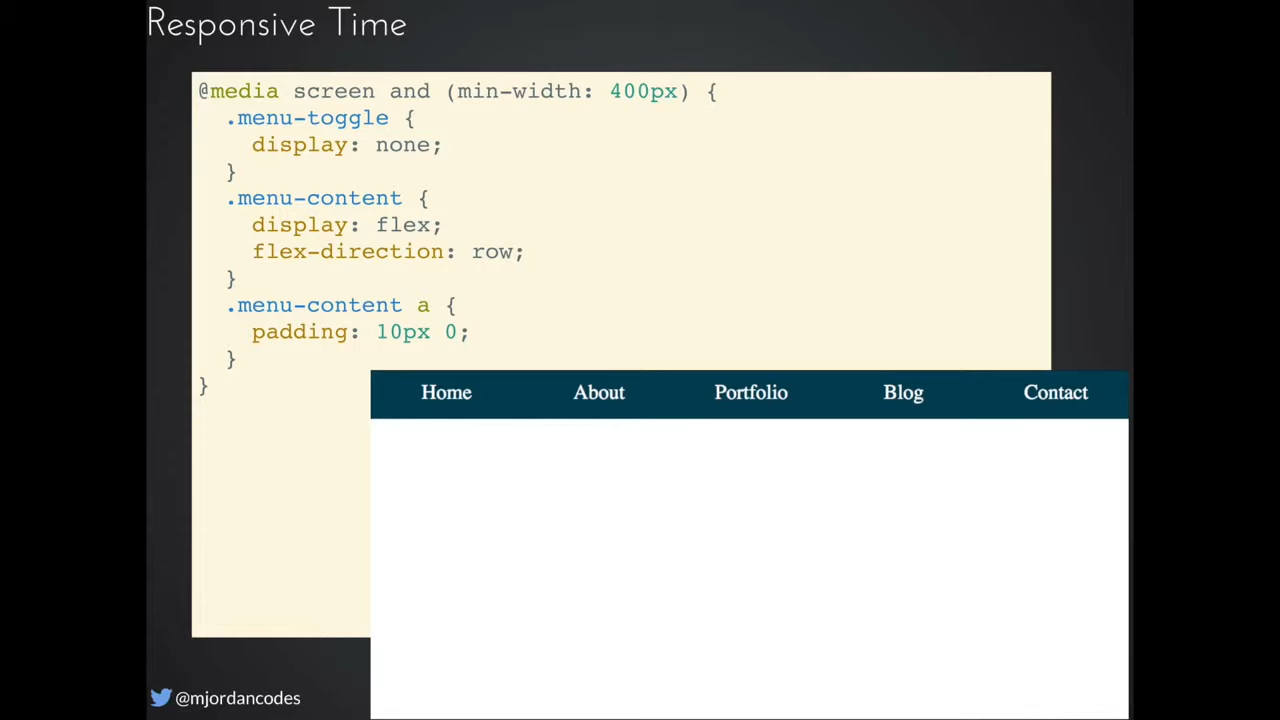 Responsive Time
@media screen and (min-width: 400px) {
.menu-toggle {
display: none;
}
.menu-content {
display: flex;
flex-direction: row;
}
.menu-content a {
padding: 10px 0;
}
}
Home About Portfolio Blog Contact
@mjordancodes